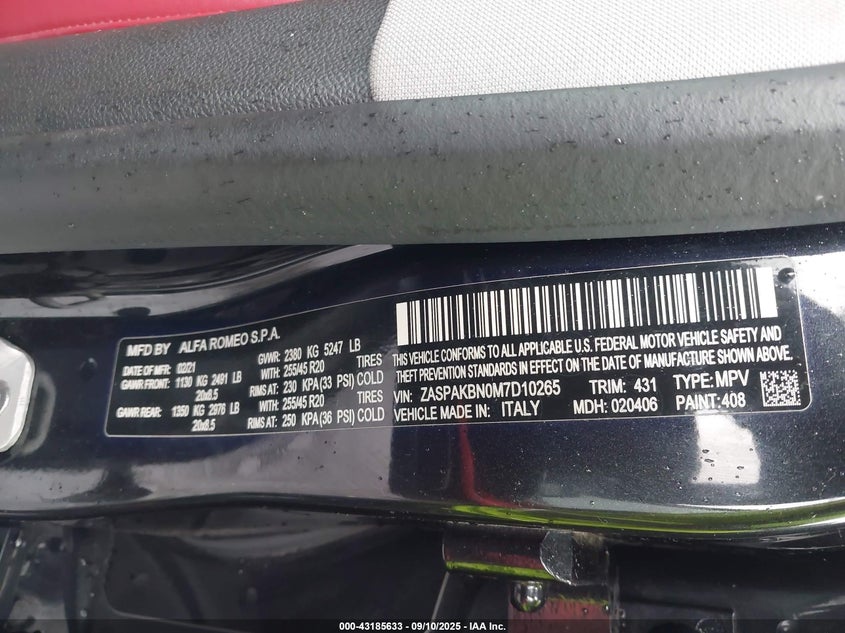 MFD BY ALFA ROMEO S.P.A.
DATE OF MFR: 02/21 GVWR: 2380 KG 5247 LB
GAWR FRONT: 1130 KG 2491 LB WITH: 255/45 R20 TIRES
20x8.5 RIMS AT: 230 KPA (33 PSI) COLD
GAWR REAR: 1350 KG 2976 LB WITH: 255/45 R20 TIRES
20x8.5 RIMS AT: 250 KPA (36 PSI) COLD
THIS VEHICLE CONFORMS TO ALL APPLICABLE U.S. FEDERAL MOTOR VEHICLE SAFETY AND
THEFT PREVENTION STANDARDS IN EFFECT ON THE DATE OF MANUFACTURE SHOWN ABOVE.
VIN: ZASPAKBN0M7D10265 TRIM: 431 TYPE: MPV
VEHICLE MADE IN: ITALY MDH: 020406 PAINT: 408
000-43185633 - 09/10/2025 - IAA Inc.